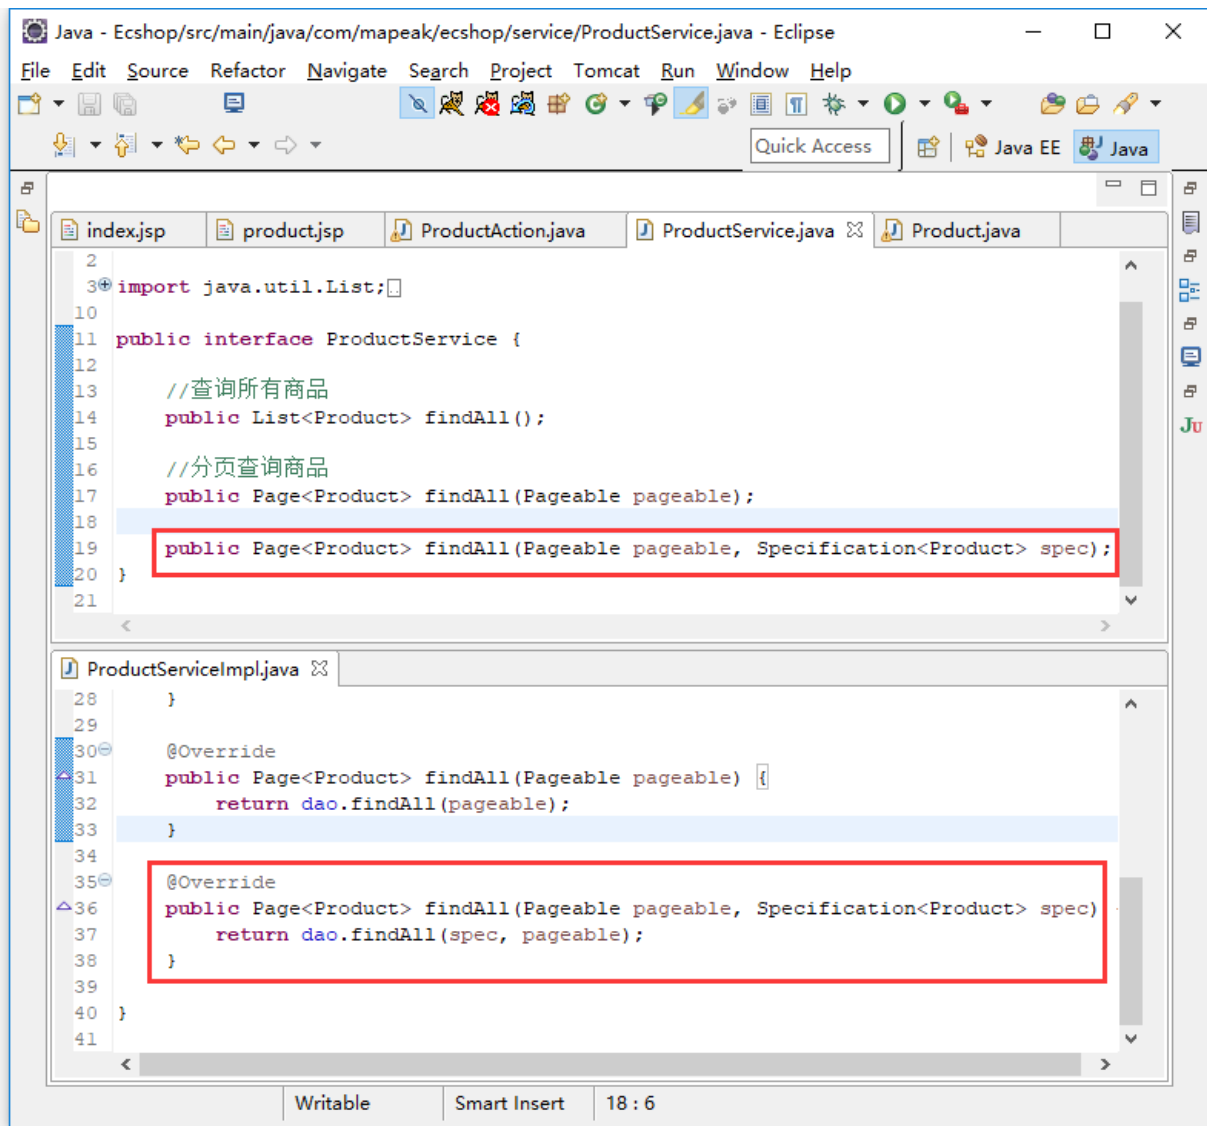 Java - Ecshop/src/main/java/com/mapeak/ecshop/service/ProductService.java - Eclipse
File Edit Source Refactor Navigate Search Project Tomcat Run Window Help
Quick Access Java EE Java
index.jsp product.jsp ProductAction.java ProductService.java Product.java
2
3 import java.util.List;
10
11 public interface ProductService {
12
13 //查询所有商品
14 public List<Product> findAll();
15
16 //分页查询商品
17 public Page<Product> findAll(Pageable pageable);
18
19 public Page<Product> findAll(Pageable pageable, Specification<Product> spec);
20 }
21
Ju
ProductServiceImpl.java
28 }
29
30 @Override
31 public Page<Product> findAll(Pageable pageable) {
32 return dao.findAll(pageable);
33 }
34
35 @Override
36 public Page<Product> findAll(Pageable pageable, Specification<Product> spec)
37 return dao.findAll(spec, pageable);
38 }
39
40 }
41
Writable Smart Insert 18 : 6